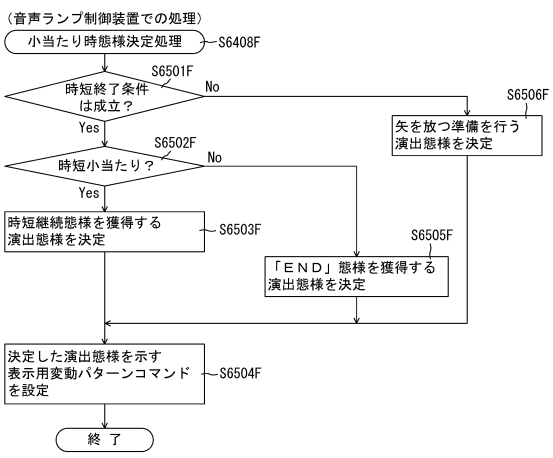 （音声ランプ制御装置での処理）
小当たり時態様決定処理
S6408F
時短終了条件
は成立？
S6501F
No
Yes
S6506F
矢を放つ準備を行う
演出態様を決定
時短小当たり？
S6502F
No
Yes
時短継続態様を獲得する
演出態様を決定
S6503F
S6505F
「ＥＮＤ」態様を獲得する
演出態様を決定
決定した演出態様を示す
表示用変動パターンコマンド
を設定
S6504F
終 了